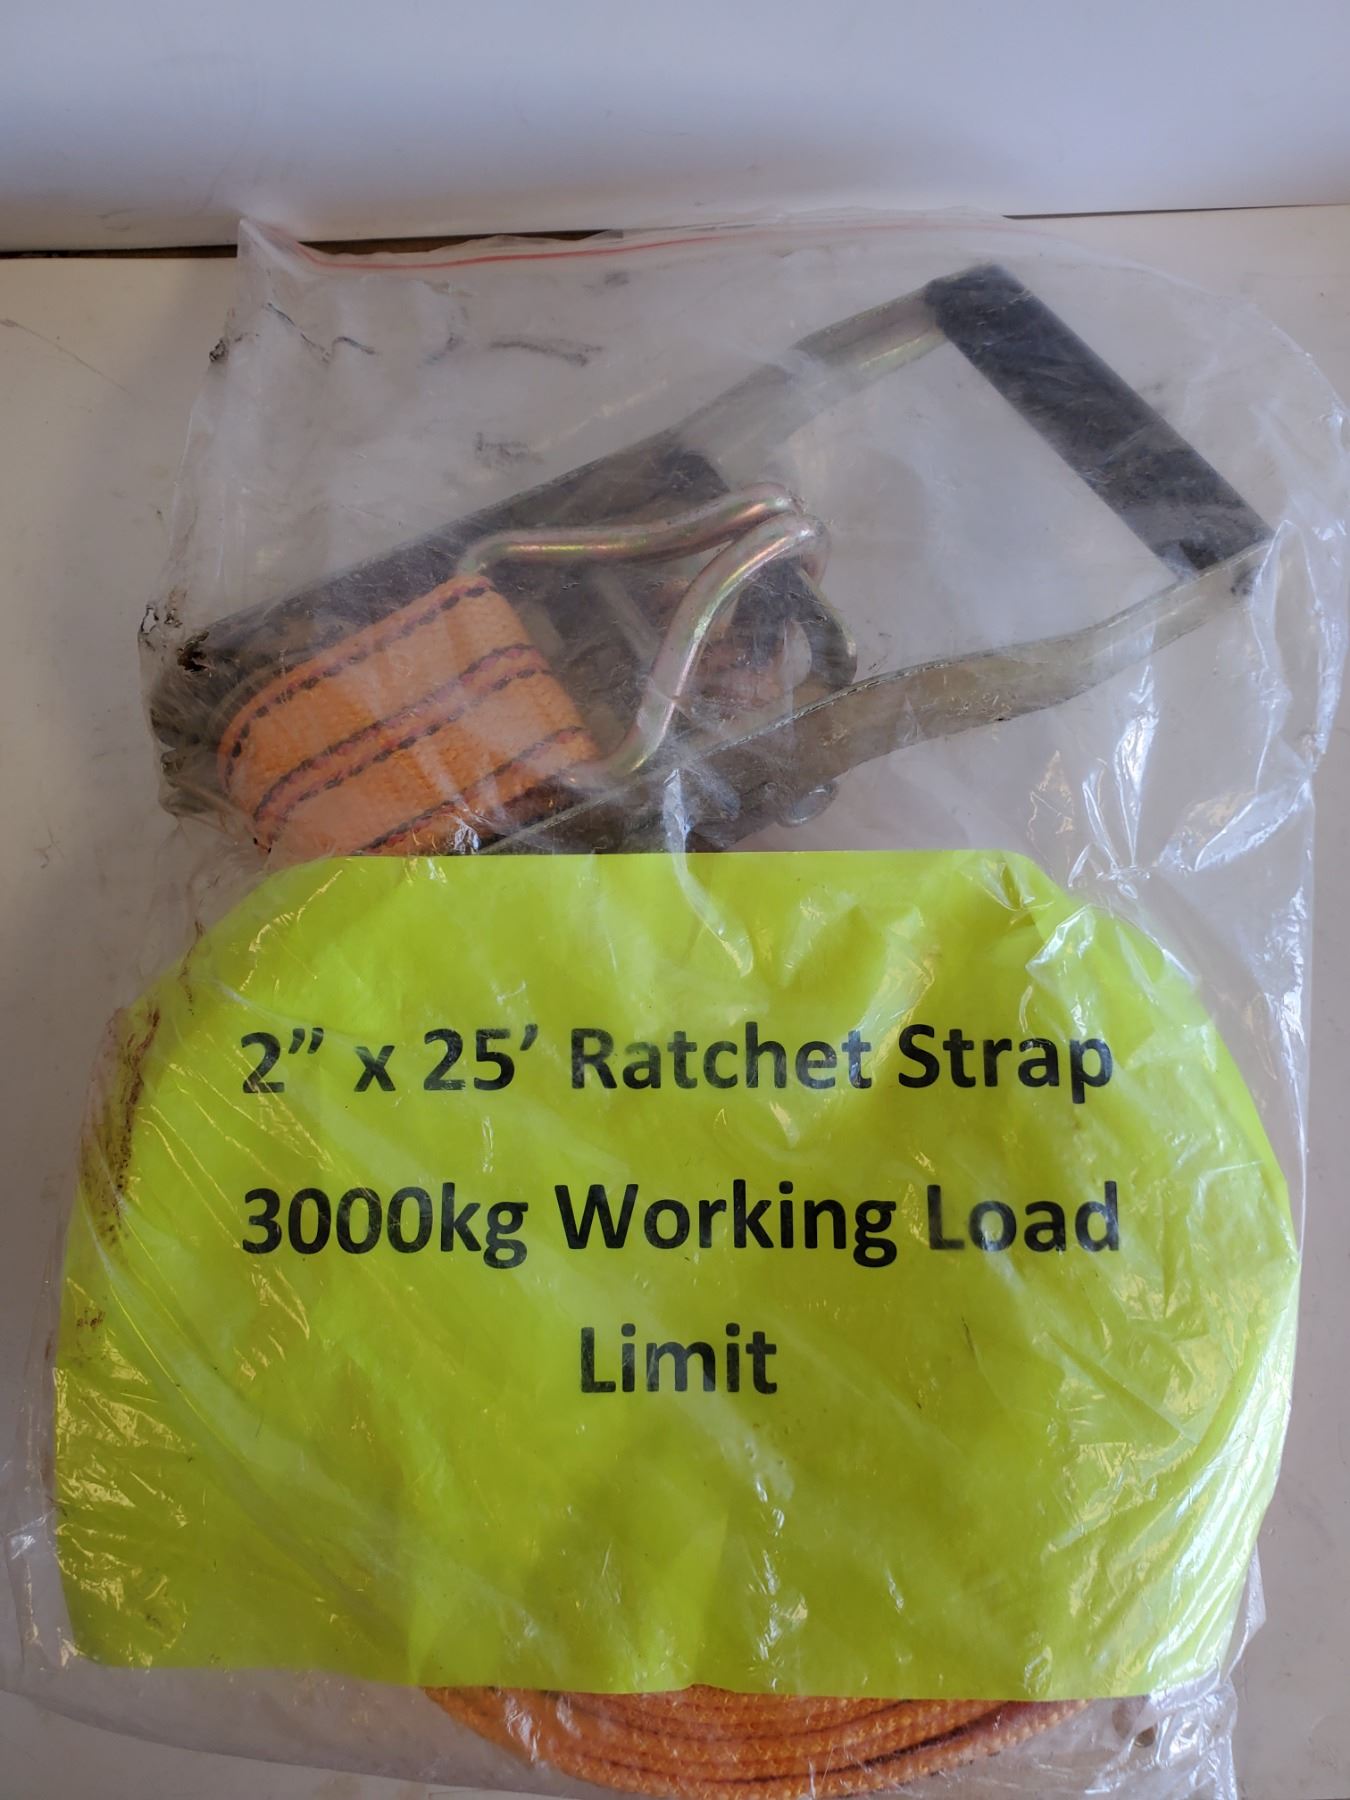 2” x 25’ Ratchet Strap
3000kg Working Load
Limit